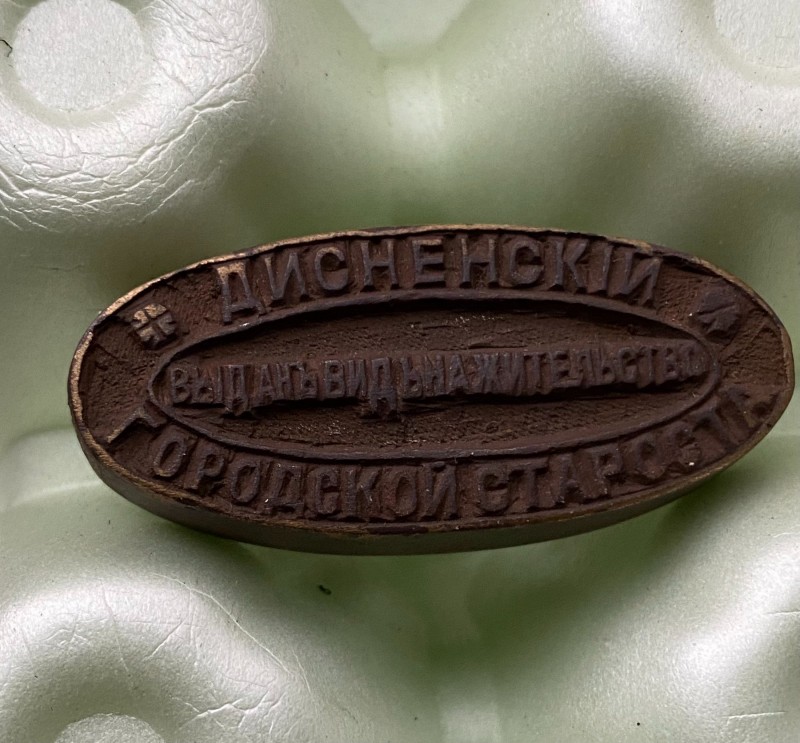 ДИСНЕНСКІЙ
ВЫДАНЪ ВИДЪ НА ЖИТЕЛЬСТВО
ГОРОДСКОЙ СТАРОСТА